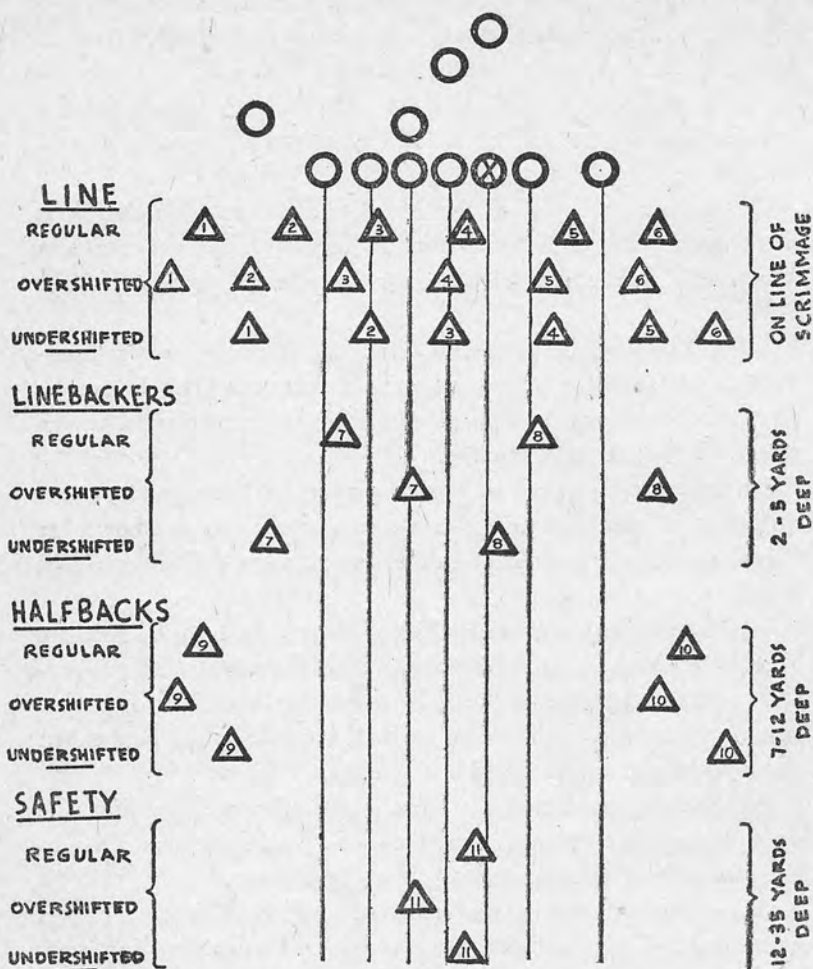 X
LINE
REGULAR 1 2 3 4 5 6
OVERSHIFTED 1 2 3 4 5 6
UNDERSHIFTED 1 2 3 4 5 6
ON LINE OF
SCRIMMAGE
LINEBACKERS
REGULAR 7 8
OVERSHIFTED 7 8
UNDERSHIFTED 7 8
2-5 YARDS
DEEP
HALFBACKS
REGULAR 9 10
OVERSHIFTED 9 10
UNDERSHIFTED 9 10
7-12 YARDS
DEEP
SAFETY
REGULAR 11
OVERSHIFTED 11
UNDERSHIFTED 11
12-35 YARDS
DEEP